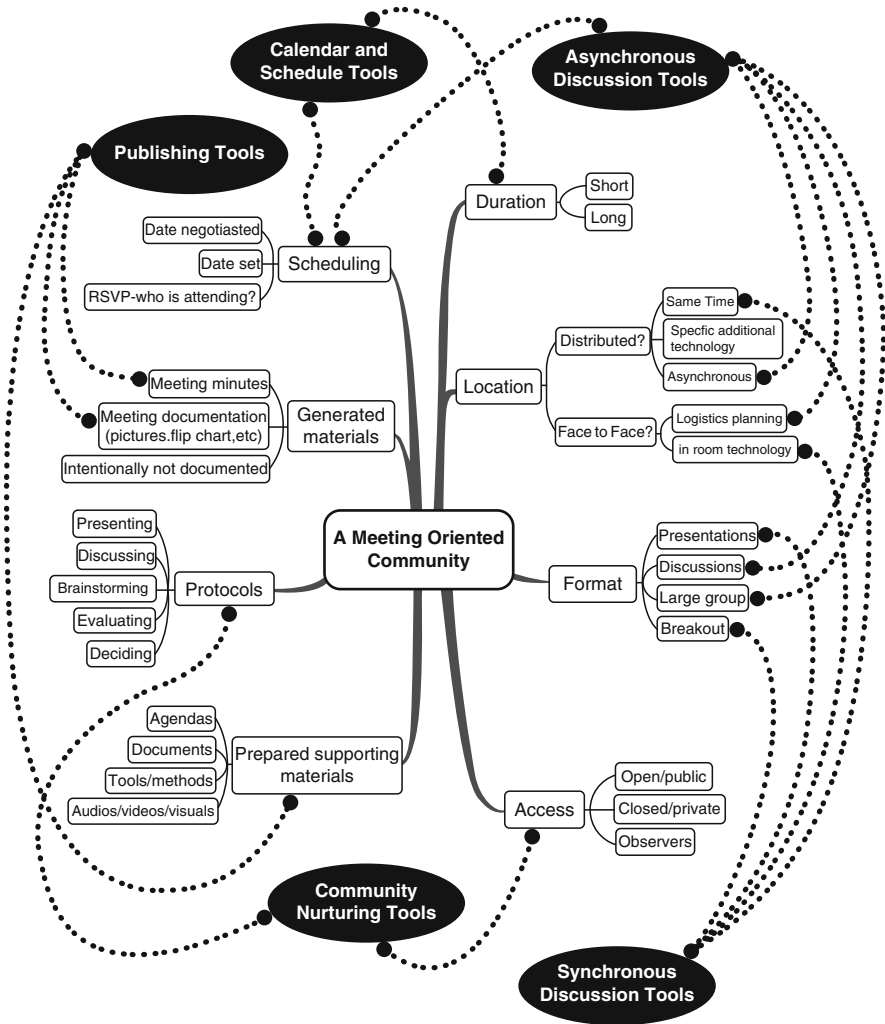 Calendar and
Schedule Tools
Asynchronous
Discussion Tools
Publishing Tools
Duration
Short
Long
Date negotiasted
Date set
RSVP-who is attending?
Scheduling
Location
Distributed?
Same Time
Specfic additional
technology
Asynchronous
Face to Face?
Logistics planning
in room technology
Meeting minutes
Meeting documentation
(pictures.flip chart,etc)
Intentionally not documented
Generated
materials
A Meeting Oriented
Community
Presenting
Discussing
Brainstorming
Evaluating
Deciding
Protocols
Format
Presentations
Discussions
Large group
Breakout
Agendas
Documents
Tools/methods
Audios/videos/visuals
Prepared supporting
materials
Access
Open/public
Closed/private
Observers
Community
Nurturing Tools
Synchronous
Discussion Tools